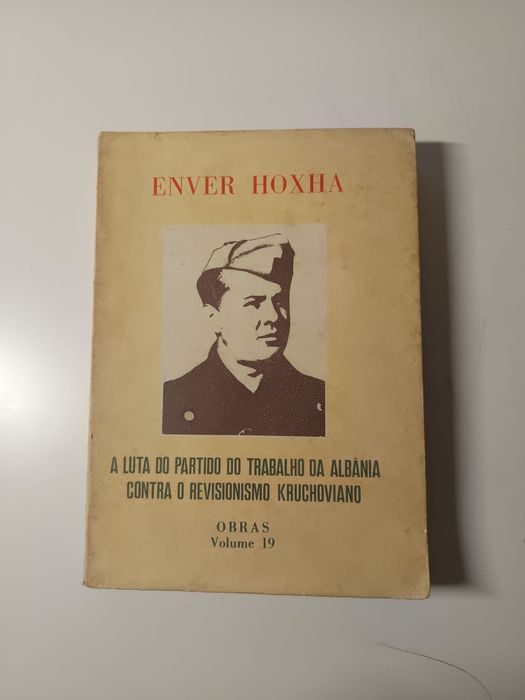 ENVER HOXHA
A LUTA DO PARTIDO DO TRABALHO DA ALBÂNIA
CONTRA O REVISIONISMO KRUCHOVIANO
OBRAS
Volume 19